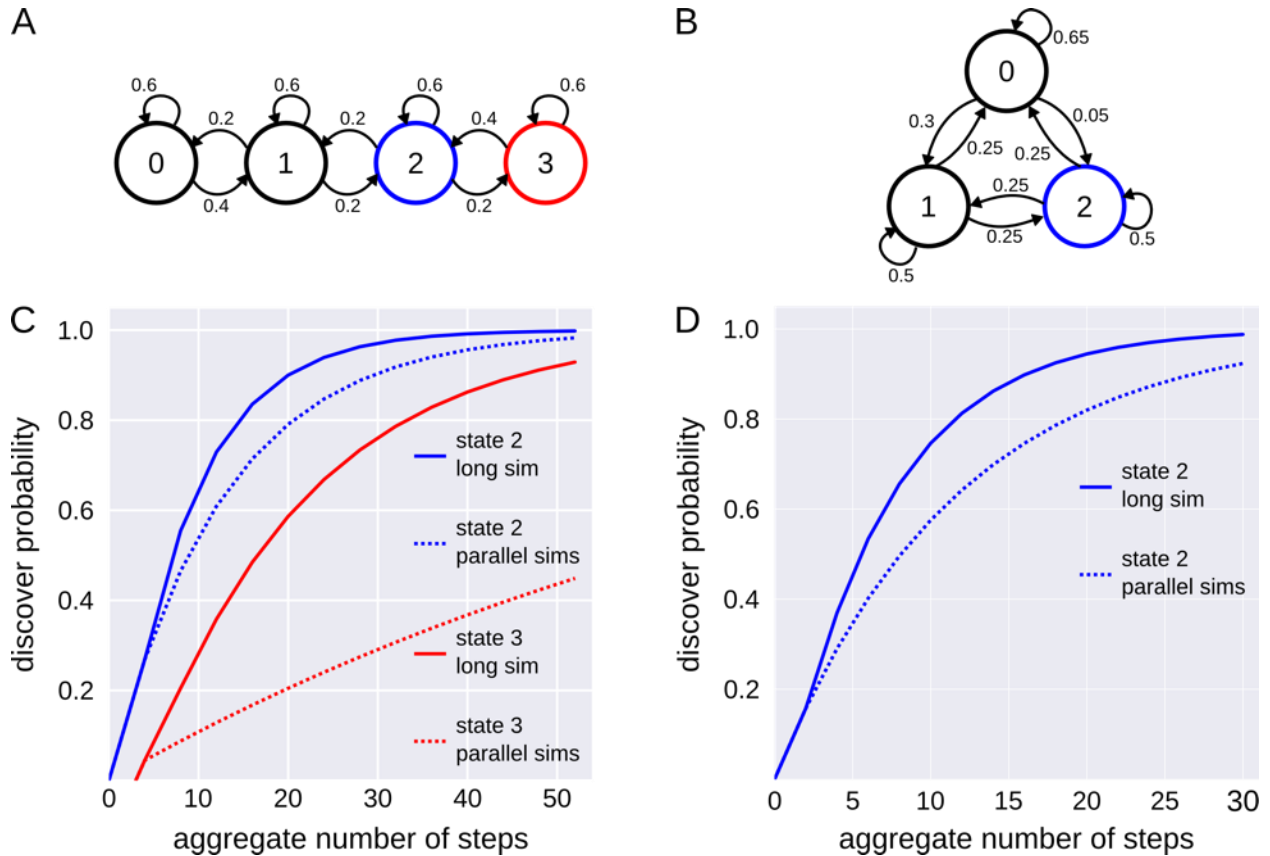 A
0.6
0.6
0.6
0.6
0.2
0.2
0.4
0
1
2
3
0.4
0.2
0.2
B
0.65
0
0.3
0.05
0.25
0.25
0.25
1
2
0.25
0.5
0.5
C
1.0
0.8
0.6
0.4
0.2
discover probability
state 2
long sim
state 2
parallel sims
state 3
long sim
state 3
parallel sims
0
10
20
30
40
50
aggregate number of steps
D
1.0
0.8
0.6
0.4
0.2
discover probability
state 2
long sim
state 2
parallel sims
0
5
10
15
20
25
30
aggregate number of steps